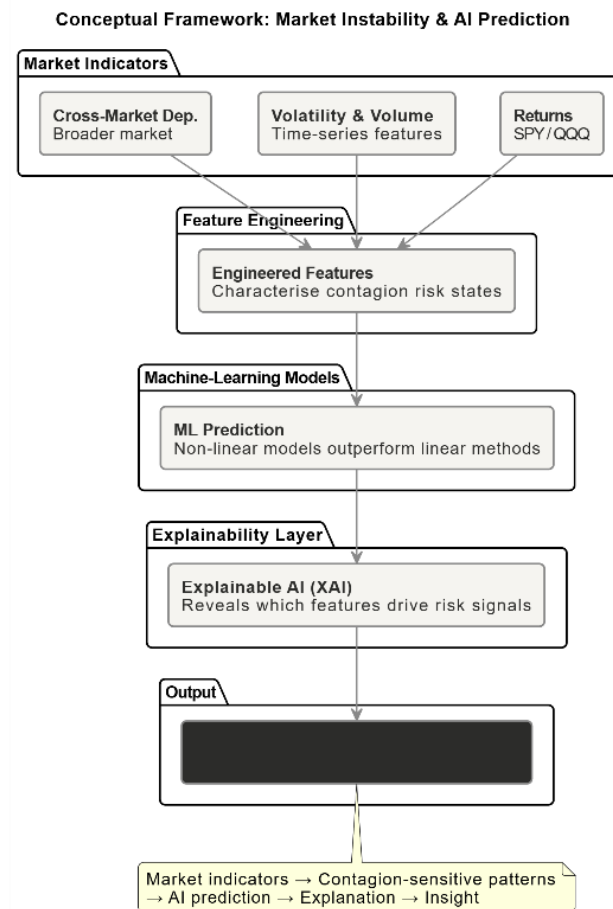 Conceptual Framework: Market Instability & AI Prediction
Market Indicators
Cross-Market Dep.
Broader market
Volatility & Volume
Time-series features
Returns
SPY/QQQ
Feature Engineering
Engineered Features
Characterise contagion risk states
Machine-Learning Models
ML Prediction
Non-linear models outperform linear methods
Explainability Layer
Explainable AI (XAI)
Reveals which features drive risk signals
Output
Market indicators → Contagion-sensitive patterns
→ AI prediction → Explanation → Insight